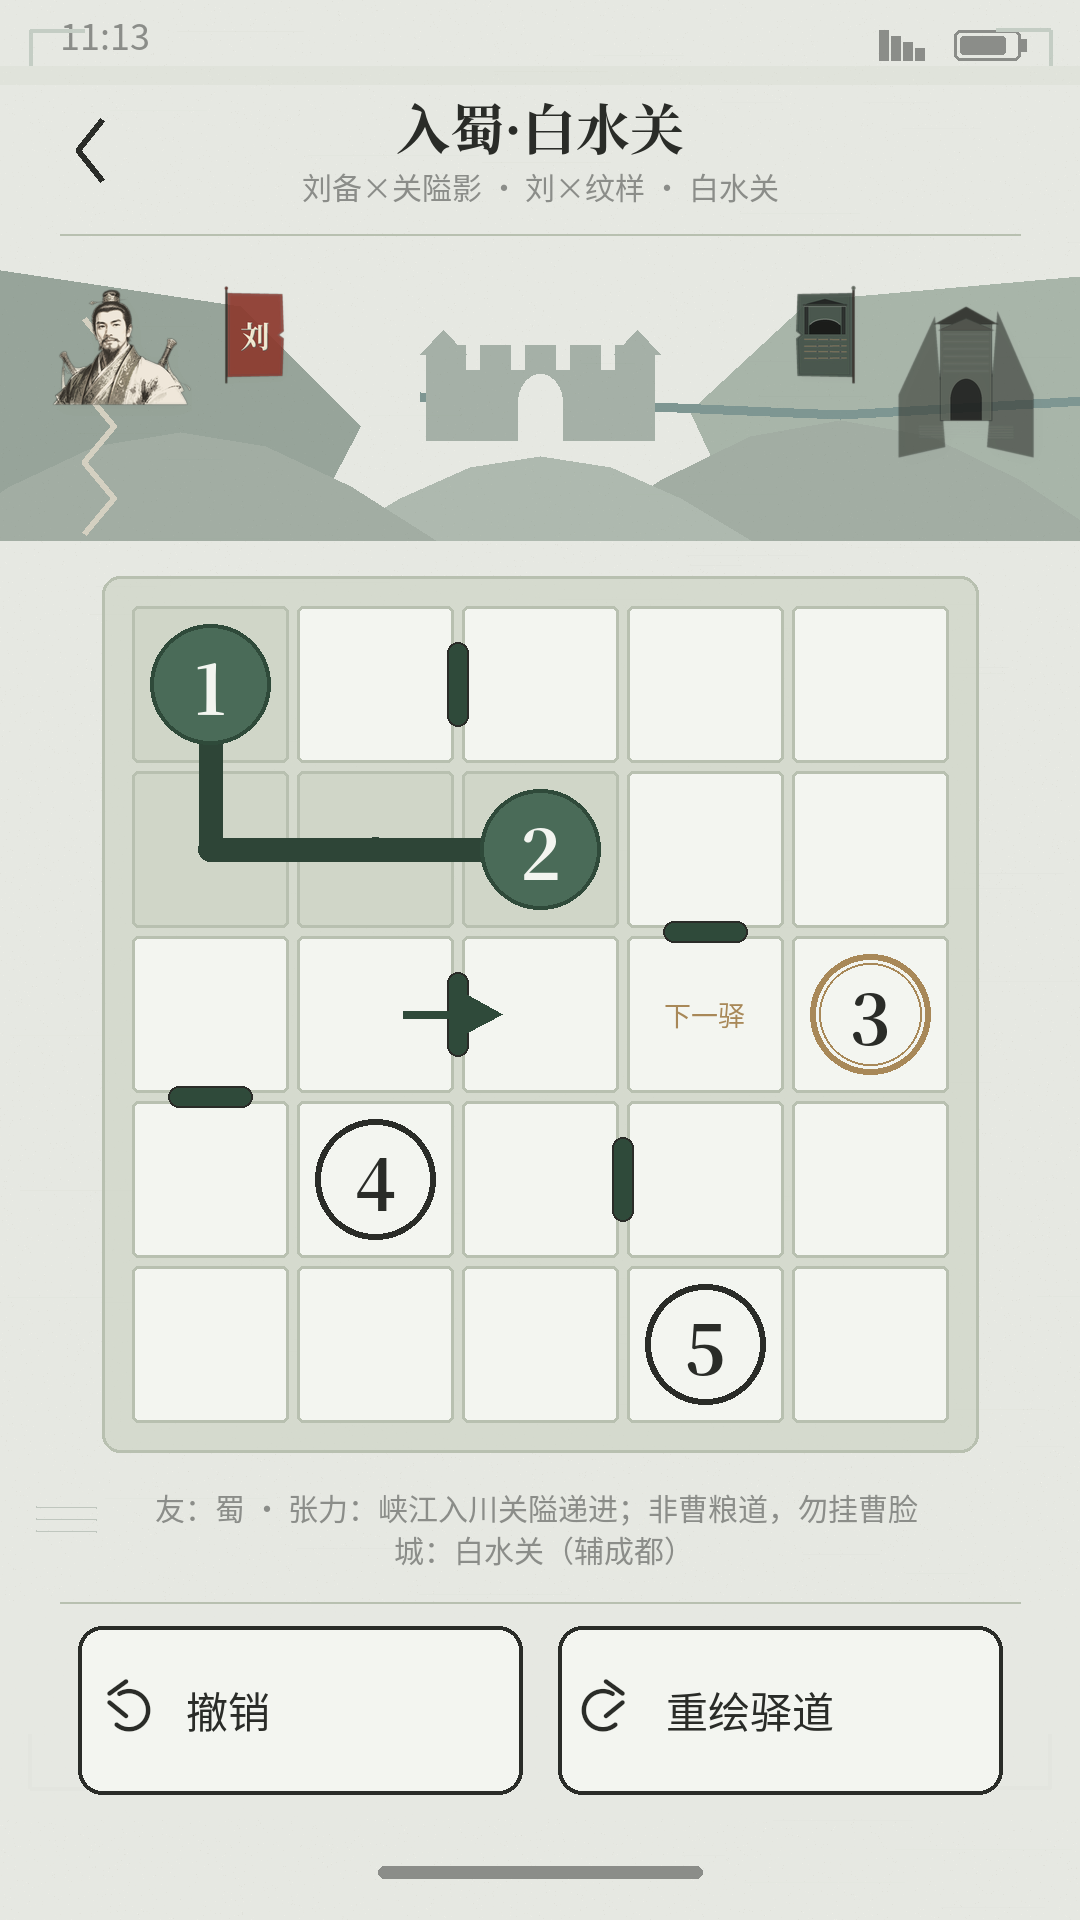 11:13
入蜀·白水关
刘备×关隘影 · 刘×纹样 · 白水关
刘
1
2
下一驿
3
4
5
友：蜀 · 张力：峡江入川关隘递进；非曹粮道，勿挂曹脸
城：白水关（辅成都）
撤销
重绘驿道